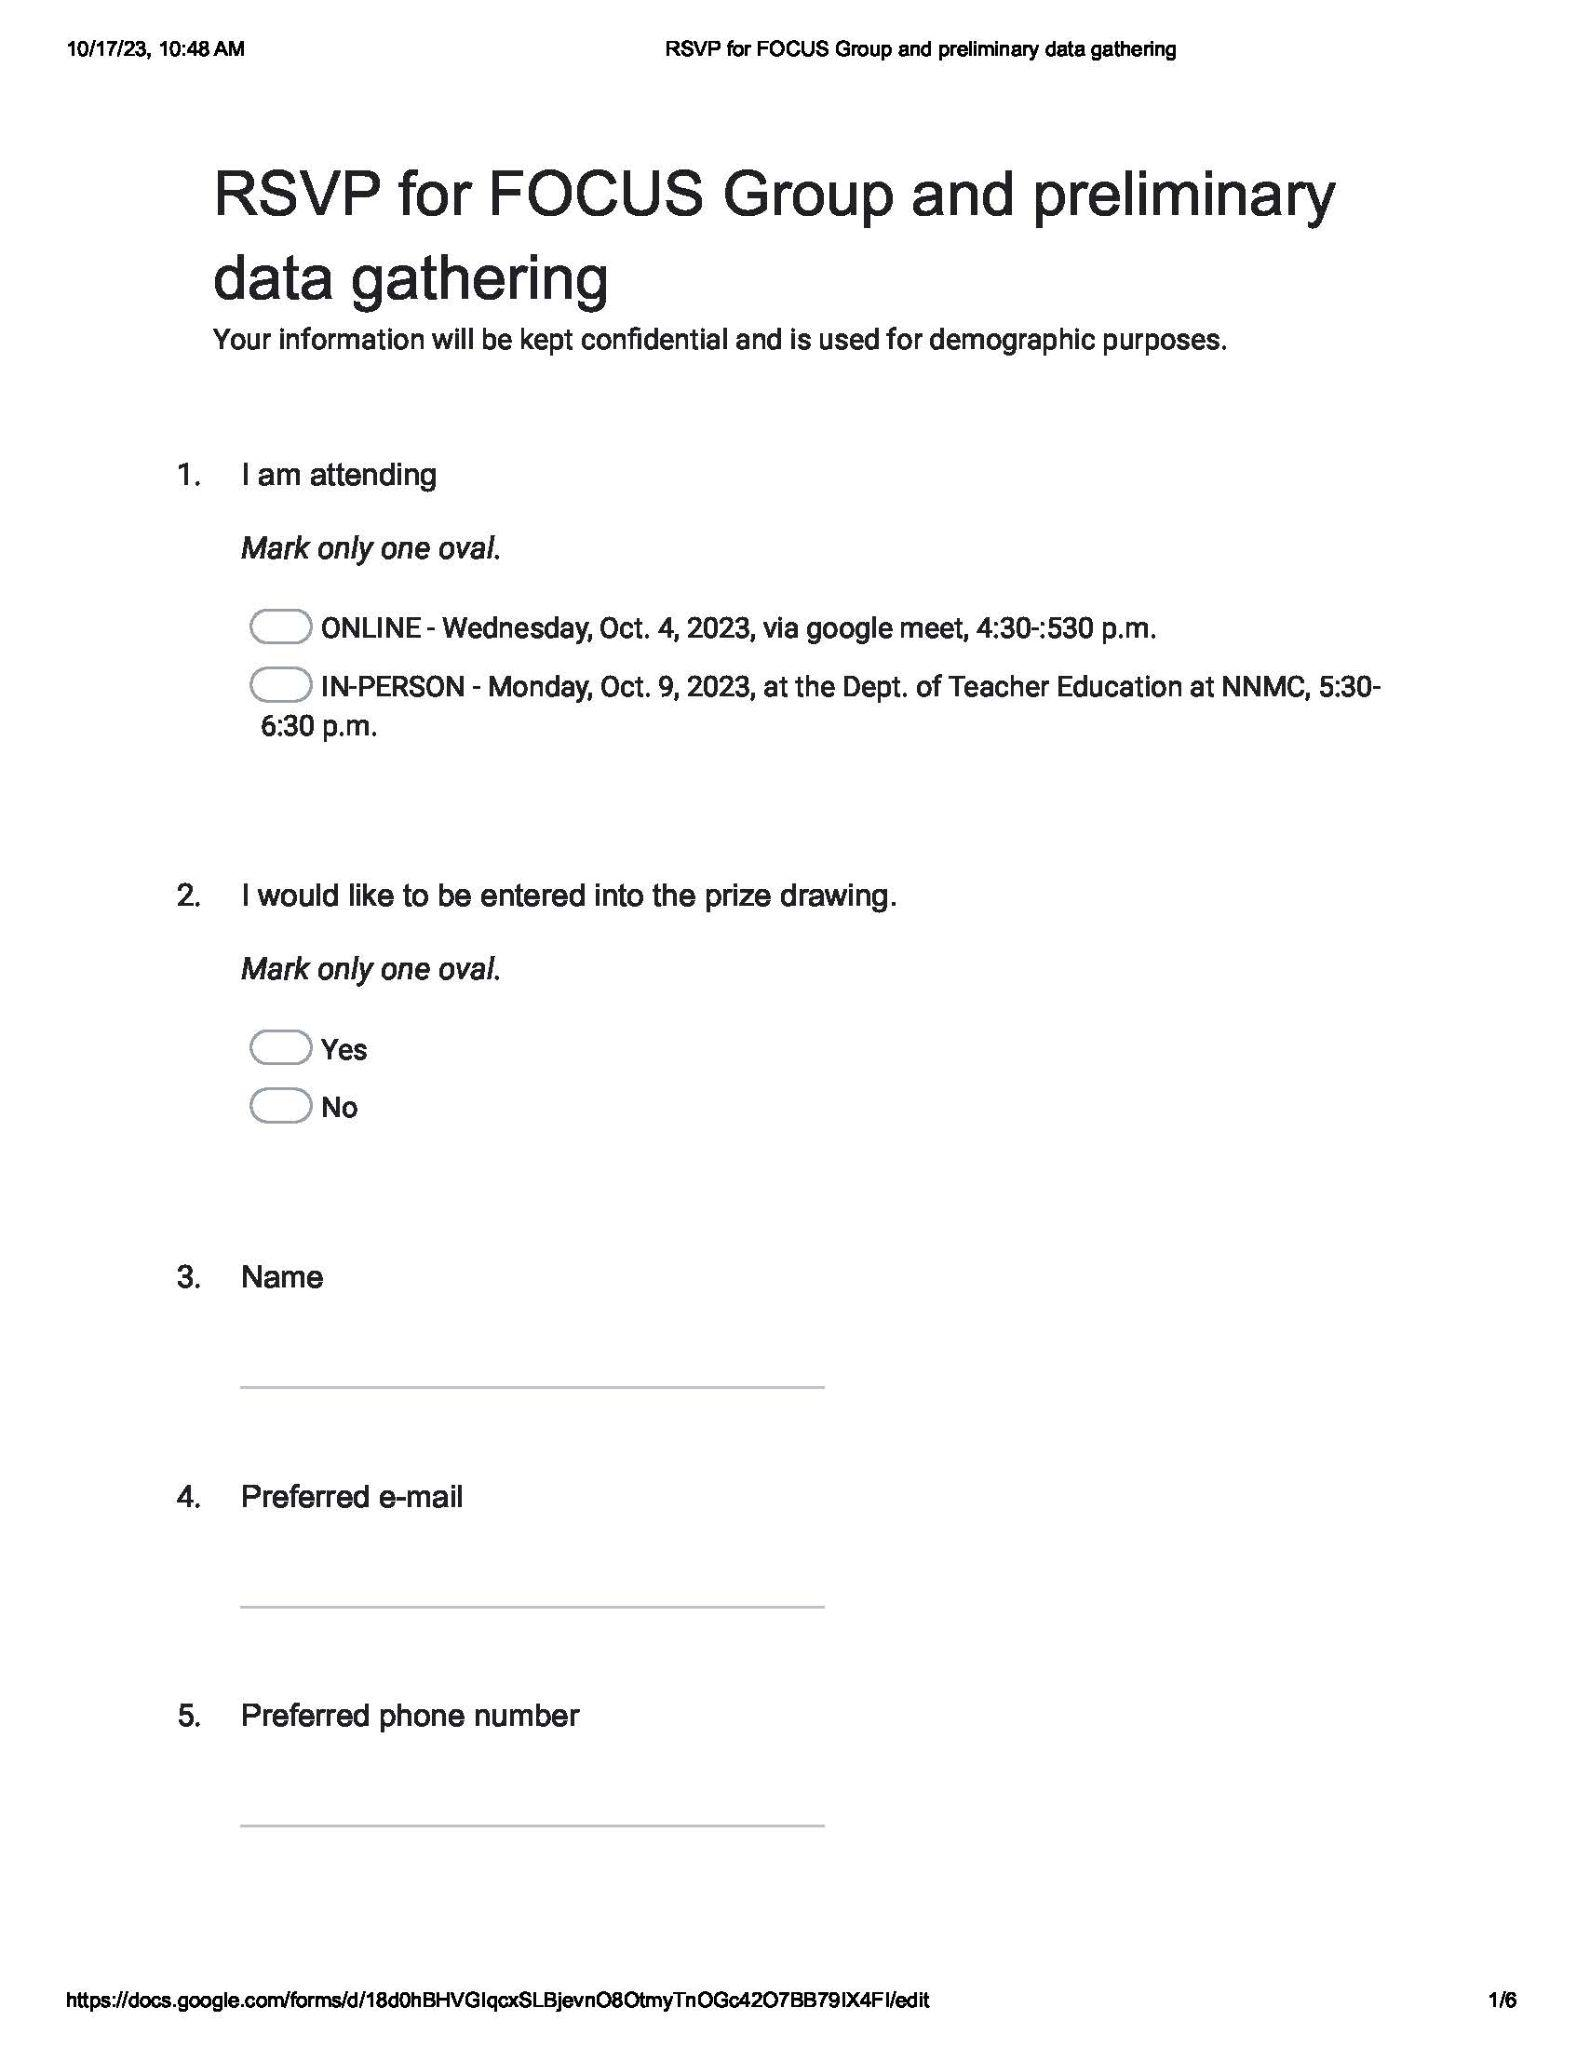 10/17/23, 10:48 AM RSVP for FOCUS Group and preliminary data gathering
RSVP for FOCUS Group and preliminary
data gathering
Your information will be kept confidential and is used for demographic purposes.
1. I am attending
Mark only one oval.
ONLINE - Wednesday, Oct. 4, 2023, via google meet, 4:30-:530 p.m.
IN-PERSON - Monday, Oct. 9, 2023, at the Dept. of Teacher Education at NNMC, 5:30-
6:30 p.m.
2. I would like to be entered into the prize drawing.
Mark only one oval.
Yes
No
3. Name
4. Preferred e-mail
5. Preferred phone number
https://docs.google.com/forms/d/18d0hBHVGlqcxSLBjevnO8OtmyTnOGc42O7BB79IX4FI/edit 1/6